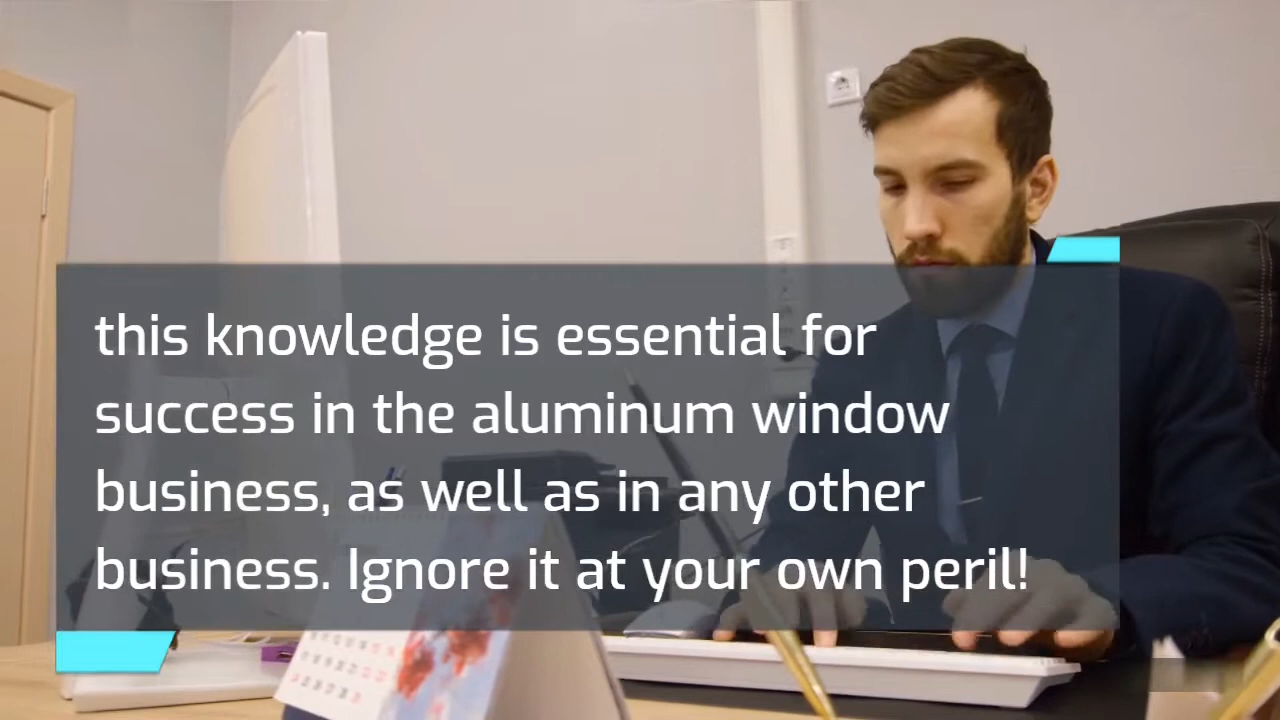 this knowledge is essential for
success in the aluminum window
business, as well as in any other
business. Ignore it at your own peril!